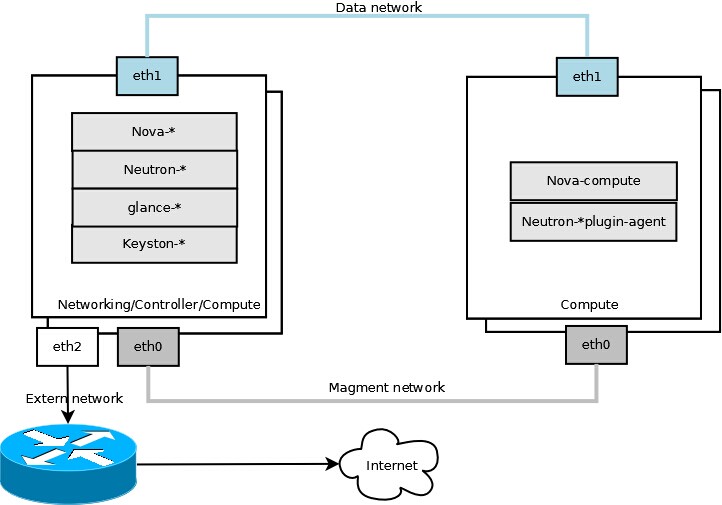 Data network
eth1
eth1
Nova-*
Neutron-*
glance-*
Keyston-*
Networking/Controller/Compute
Nova-compute
Neutron-*plugin-agent
Compute
eth2
eth0
eth0
Magment network
Extern network
Internet